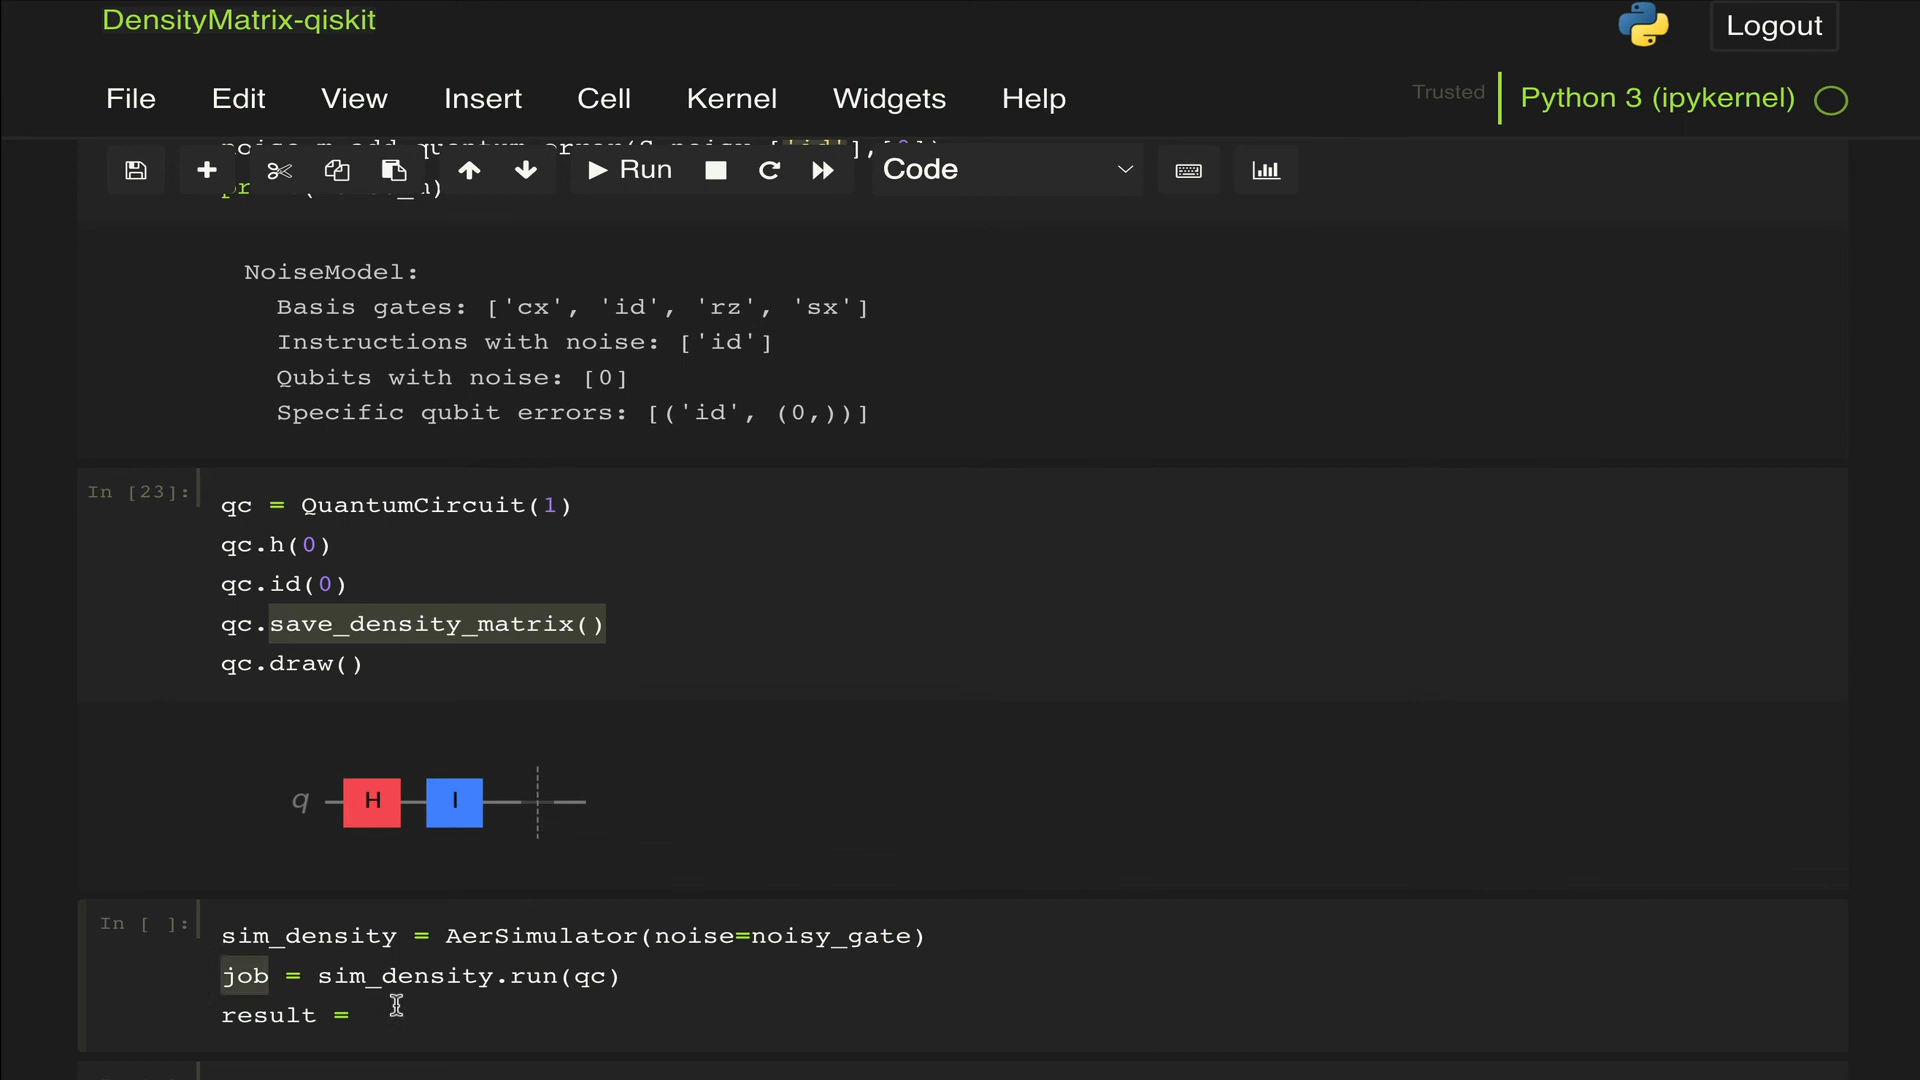 DensityMatrix-qiskit
Logout
File Edit View Insert Cell Kernel Widgets Help
Trusted Python 3 (ipykernel)
Run Code
NoiseModel:
Basis gates: ['cx', 'id', 'rz', 'sx']
Instructions with noise: ['id']
Qubits with noise: [0]
Specific qubit errors: [('id', (0,))]
In [23]:
qc = QuantumCircuit(1)
qc.h(0)
qc.id(0)
qc.save_density_matrix()
qc.draw()
q H I
In [ ]:
sim_density = AerSimulator(noise=noisy_gate)
job = sim_density.run(qc)
result =